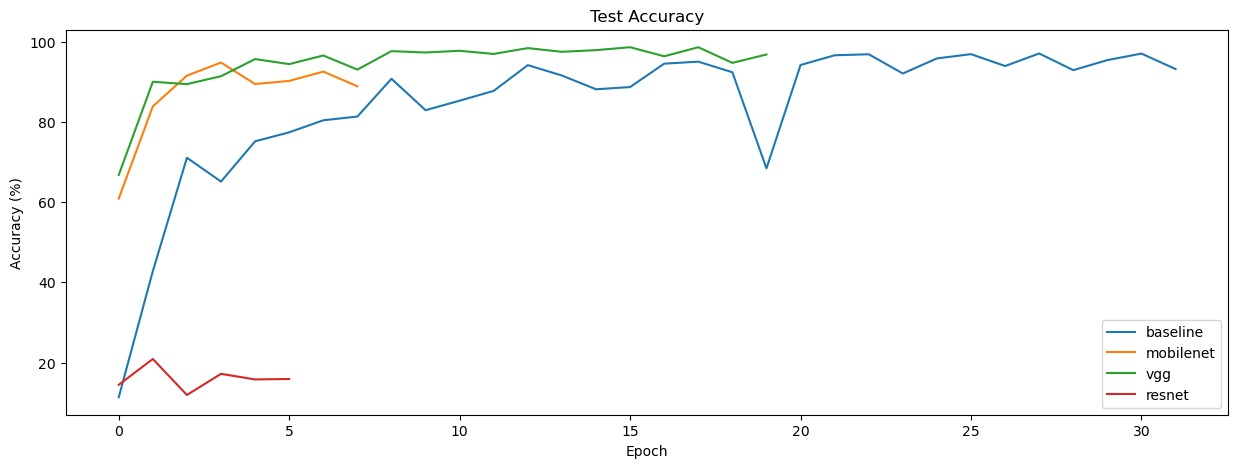 Test Accuracy
Accuracy (%)
100
80
60
40
20
0
5
10
15
20
25
30
Epoch
baseline
mobilenet
vgg
resnet